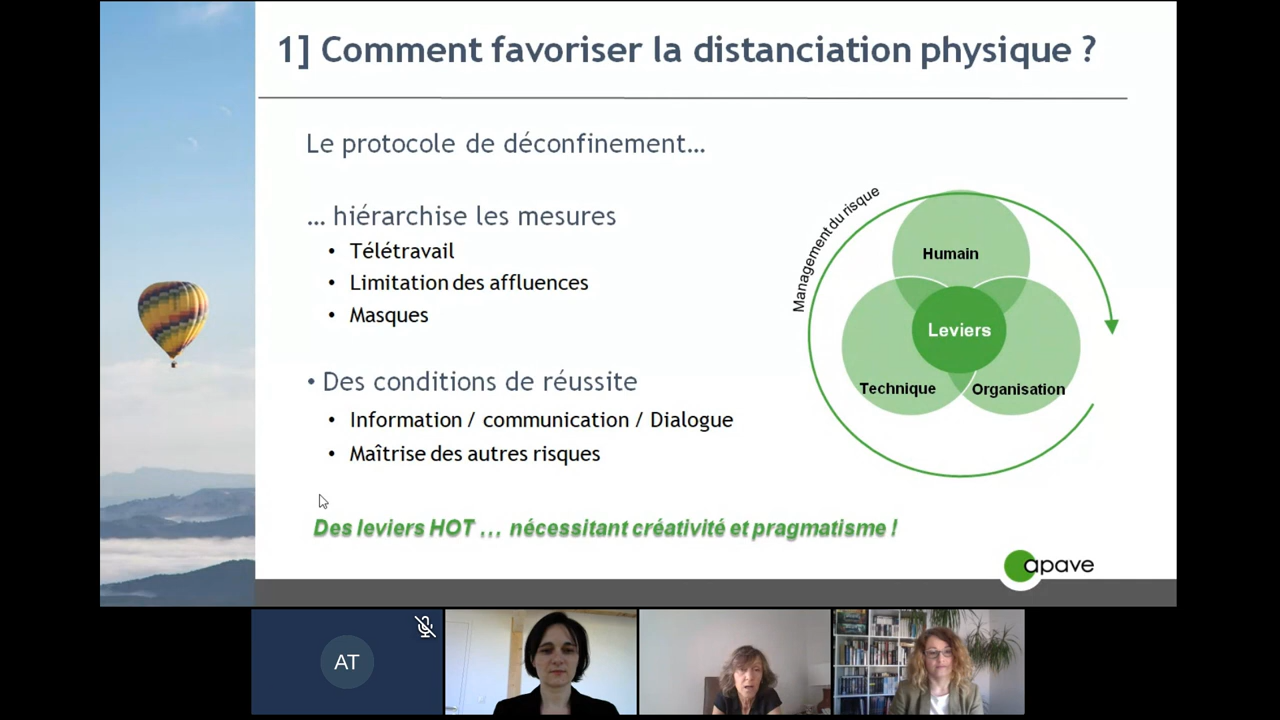 1] Comment favoriser la distanciation physique ?
Le protocole de déconfinement…
… hiérarchise les mesures
• Télétravail
• Limitation des affluences
• Masques
• Des conditions de réussite
• Information / communication / Dialogue
• Maîtrise des autres risques
Des leviers HOT … nécessitant créativité et pragmatisme !
Management du risque
Humain
Leviers
Technique
Organisation
apave
AT